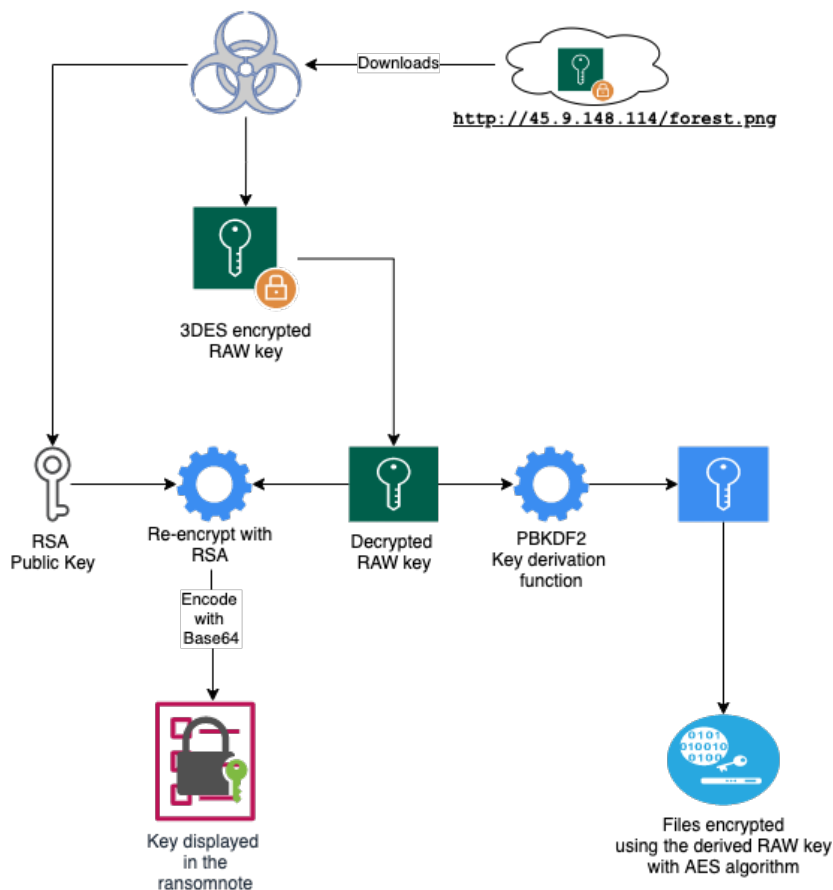 Downloads
http://45.9.148.114/forest.png
3DES encrypted
RAW key
RSA
Public Key
Re-encrypt with
RSA
Decrypted
RAW key
PBKDF2
Key derivation
function
Encode
with
Base64
0101
010010
0100
Key displayed
in the
ransomnote
Files encrypted
using the derived RAW key
with AES algorithm